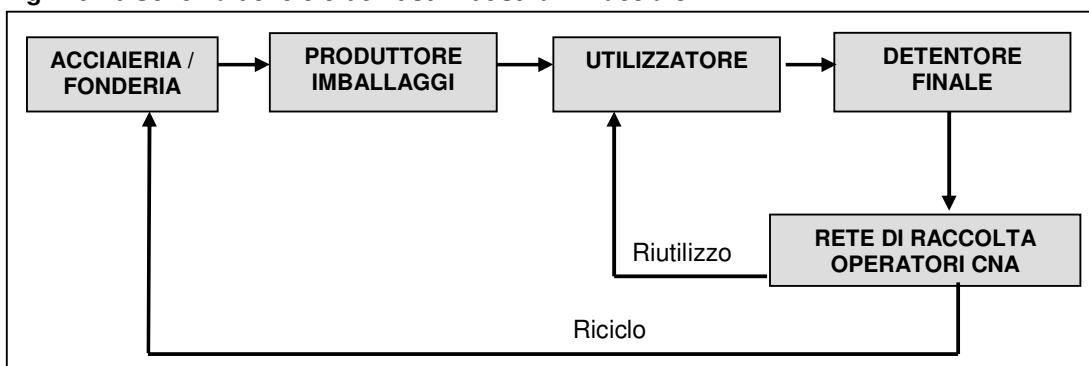 ACCIAIERIA /
FONDERIA
PRODUTTORE
IMBALLAGGI
UTILIZZATORE
DETENTORE
FINALE
RETE DI RACCOLTA
OPERATORI CNA
Riutilizzo
Riciclo